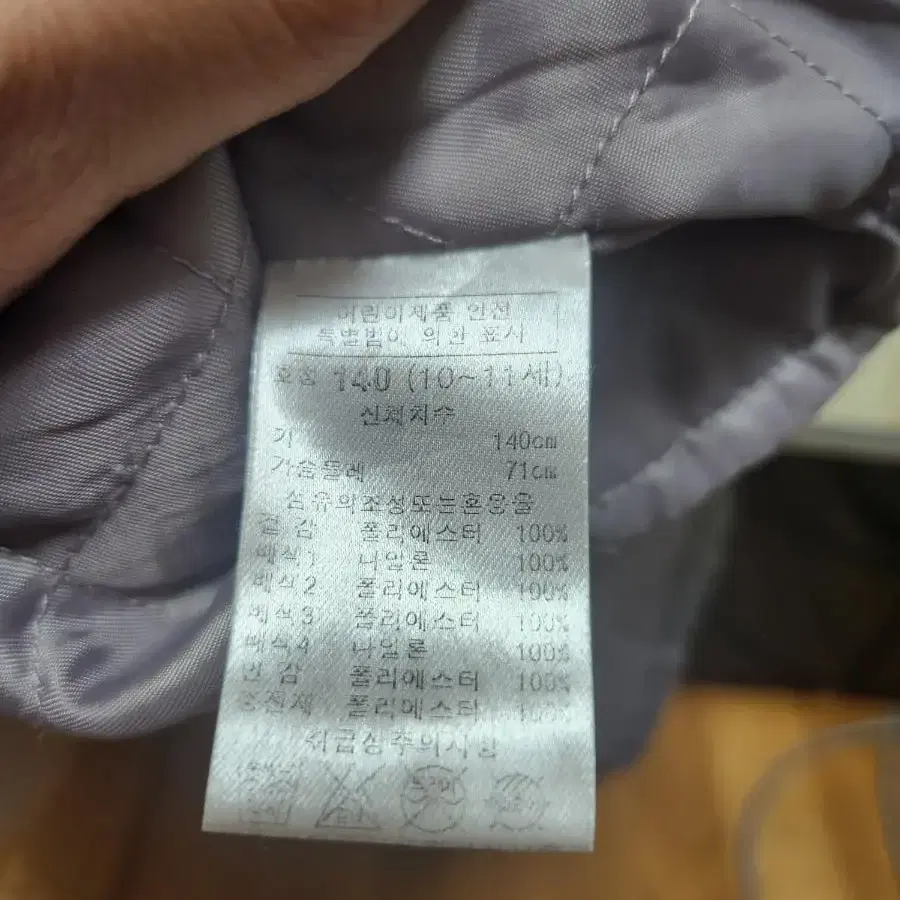 어린이제품 안전
특별법에 의한 표시
호칭 140 (10~11세)
신체치수
키 140cm
가슴둘레 71cm
섬유의조성또는혼용율
겉 감 폴리에스터 100%
배색1 나일론 100%
배색2 폴리에스터 100%
배색3 폴리에스터 100%
배색4 나일론 100%
안 감 폴리에스터 100%
충전재 폴리에스터 100%
취급상주의사항